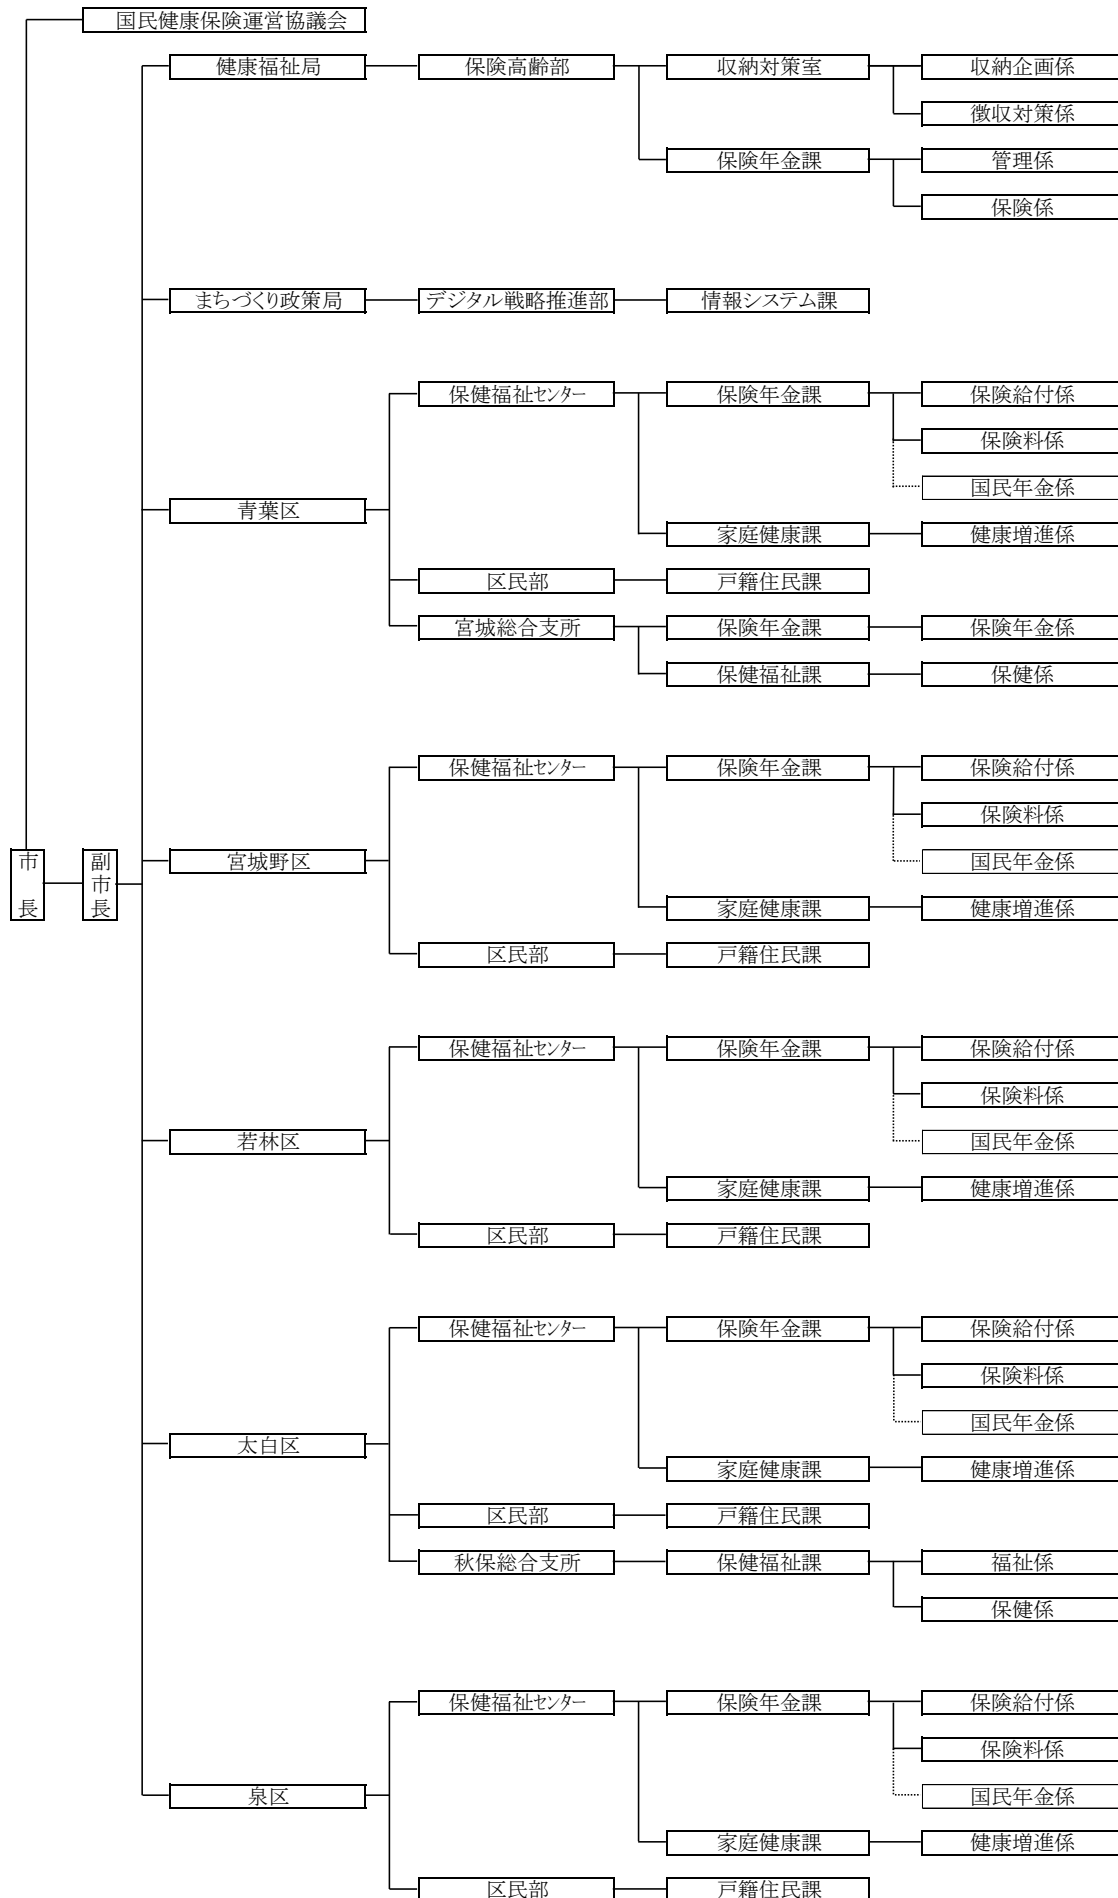 国民健康保険運営協議会
健康福祉局 保険高齢部 収納対策室 収納企画係
徴収対策係
保険年金課 管理係
保険係
まちづくり政策局 デジタル戦略推進部 情報システム課
保健福祉センター 保険年金課 保険給付係
保険料係
国民年金係
青葉区
家庭健康課 健康増進係
区民部 戸籍住民課
宮城総合支所 保険年金課 保険年金係
保健福祉課 保健係
保健福祉センター 保険年金課 保険給付係
保険料係
市長 副市長 宮城野区 国民年金係
家庭健康課 健康増進係
区民部 戸籍住民課
保健福祉センター 保険年金課 保険給付係
保険料係
若林区 国民年金係
家庭健康課 健康増進係
区民部 戸籍住民課
保健福祉センター 保険年金課 保険給付係
保険料係
国民年金係
太白区
家庭健康課 健康増進係
区民部 戸籍住民課
秋保総合支所 保健福祉課 福祉係
保健係
保健福祉センター 保険年金課 保険給付係
保険料係
泉区 国民年金係
家庭健康課 健康増進係
区民部 戸籍住民課